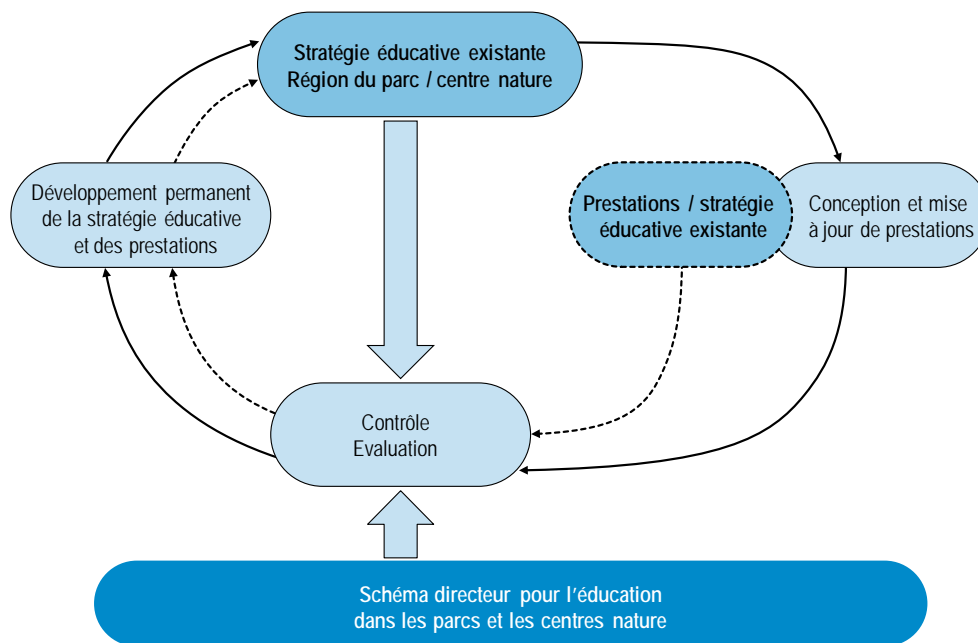 Stratégie éducative existante
Région du parc / centre nature
Développement permanent
de la stratégie éducative
et des prestations
Prestations / stratégie
éducative existante
Conception et mise
à jour de prestations
Contrôle
Evaluation
Schéma directeur pour l'éducation
dans les parcs et les centres nature